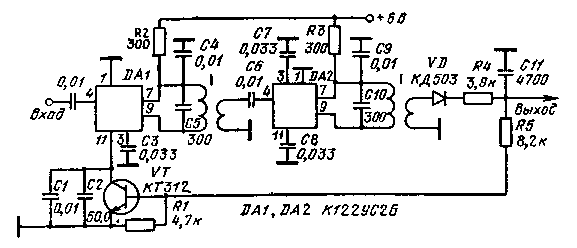 +6В
R2
300
C4
0,01
C7
0,033
R3
300
C9
0,01
0,01
Вход
4
1
DA1
7
9
11
3
C5
300
C3
0,033
C6
0,01
4
3
1
DA2
7
9
11
C10
300
C8
0,033
VD
КД503
R4
3,8к
C11
4700
Выход
R5
8,2к
C1
0,01
C2
50,0
VT
КТ312
R1
4,7к
DA1, DA2 К122УС2Б